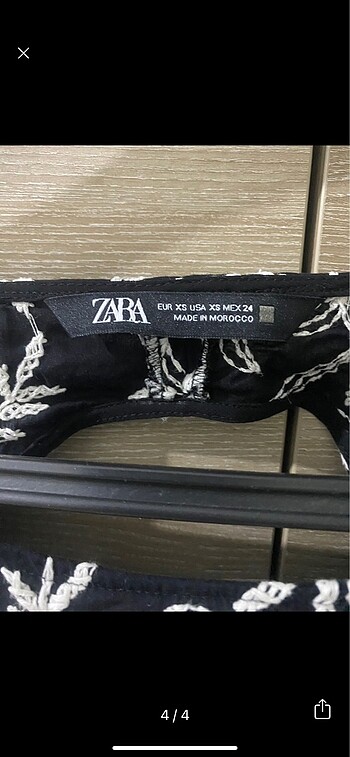 ZARA
EUR XS USA XS MEX 24
MADE IN MOROCCO
4 / 4